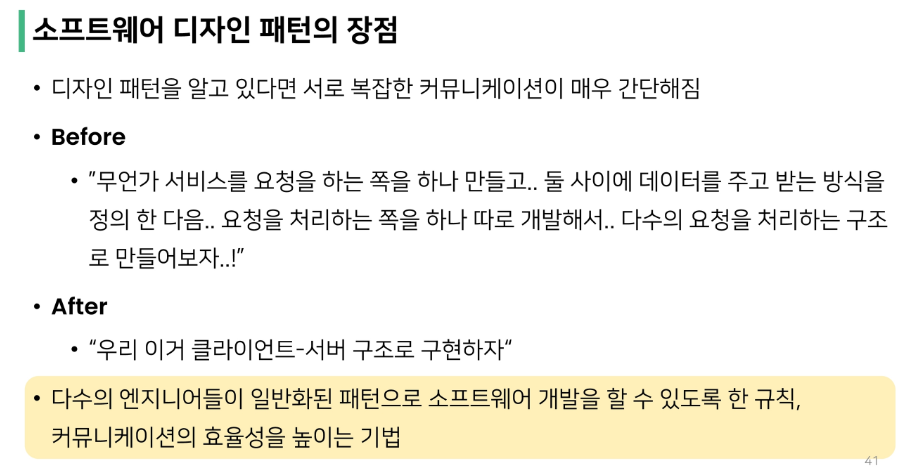 소프트웨어 디자인 패턴의 장점
• 디자인 패턴을 알고 있다면 서로 복잡한 커뮤니케이션이 매우 간단해짐
• Before
• "무언가 서비스를 요청을 하는 쪽을 하나 만들고.. 둘 사이에 데이터를 주고 받는 방식을
정의 한 다음.. 요청을 처리하는 쪽을 하나 따로 개발해서.. 다수의 요청을 처리하는 구조
로 만들어보자..!”
• After
• “우리 이거 클라이언트-서버 구조로 구현하자“
• 다수의 엔지니어들이 일반화된 패턴으로 소프트웨어 개발을 할 수 있도록 한 규칙,
커뮤니케이션의 효율성을 높이는 기법
41